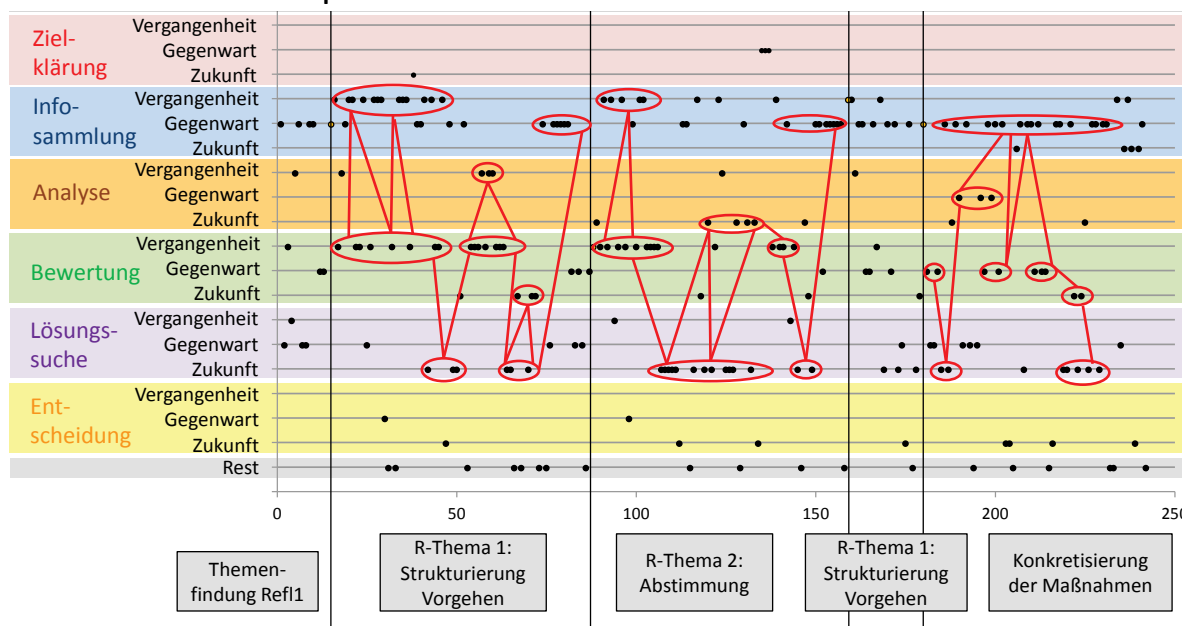 Ziel-
klärung
Vergangenheit
Gegenwart
Zukunft
Info-
sammlung
Vergangenheit
Gegenwart
Zukunft
Analyse
Vergangenheit
Gegenwart
Zukunft
Bewertung
Vergangenheit
Gegenwart
Zukunft
Lösungs-
suche
Vergangenheit
Gegenwart
Zukunft
Ent-
scheidung
Vergangenheit
Gegenwart
Zukunft
Rest
0 50 100 150 200 250
Themen-
findung Refl1
R-Thema 1:
Strukturierung
Vorgehen
R-Thema 2:
Abstimmung
R-Thema 1:
Strukturierung
Vorgehen
Konkretisierung
der Maßnahmen